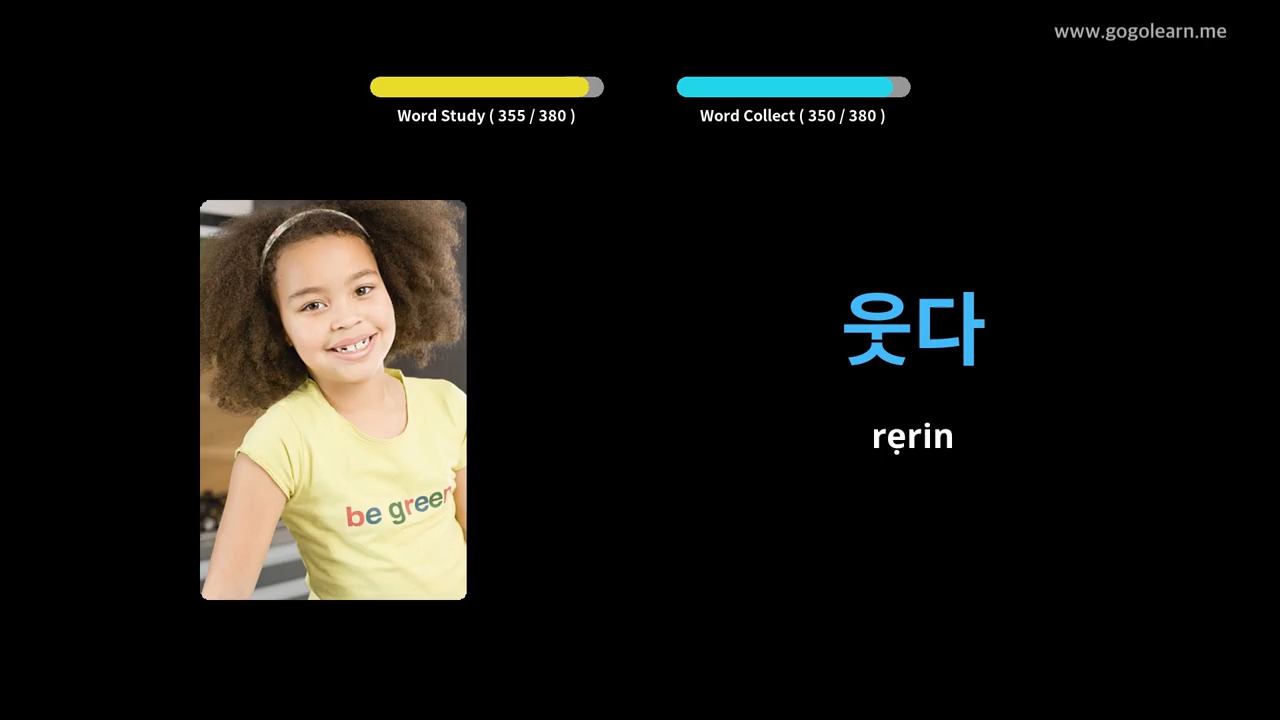 www.gogolearn.me
Word Study ( 355 / 380 )
Word Collect ( 350 / 380 )
웃다
rẹrin
be green